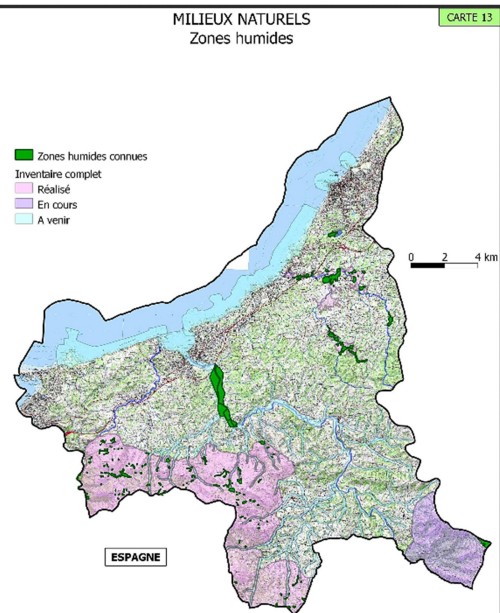 MILIEUX NATURELS
Zones humides
CARTE 13
Zones humides connues
Inventaire complet
Réalisé
En cours
A venir
0 2 4 km
ESPAGNE